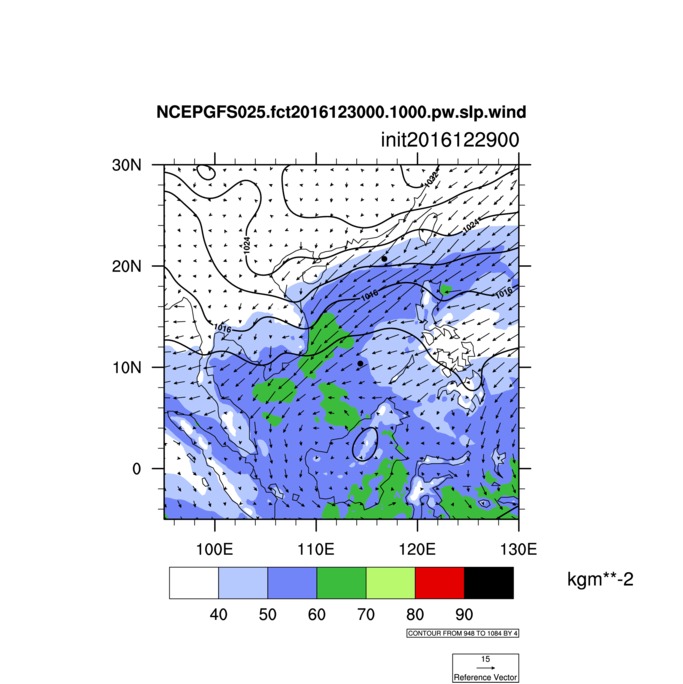 NCEPGFS025.fct2016123000.1000.pw.slp.wind
init2016122900
30N
1032
1024
1024
20N
1016
1016
1016
10N
0
100E 110E 120E 130E
kgm**-2
40 50 60 70 80 90
CONTOUR FROM 948 TO 1084 BY 4
15
Reference Vector